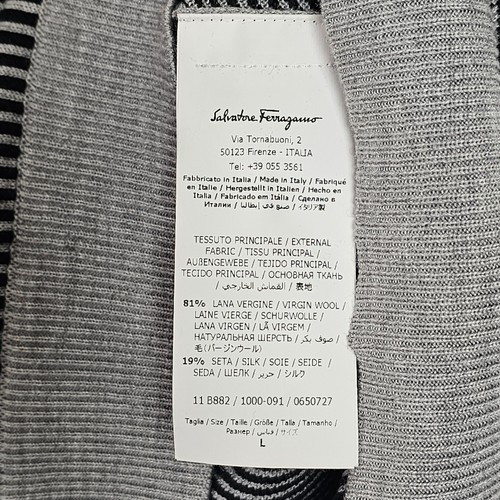 Salvatore Ferragamo
Via Tornabuoni, 2
50123 Firenze - ITALIA
Tel: +39 055 3561
Fabbricato in Italia / Made in Italy / Fabriqué
en Italie / Hergestellt in Italien / Hecho en
Italia / Fabricado em Itália / Сделано в
Италии / صنع في إيطاليا / イタリア製
TESSUTO PRINCIPALE / EXTERNAL
FABRIC / TISSU PRINCIPAL /
AUßENGEWEBE / TEJIDO PRINCIPAL /
TECIDO PRINCIPAL / ОСНОВНАЯ ТКАНЬ
/ القماش الخارجي / 表地
81% LANA VERGINE / VIRGIN WOOL /
LAINE VIERGE / SCHURWOLLE /
LANA VIRGEN / LÃ VIRGEM /
НАТУРАЛЬНАЯ ШЕРСТЬ / صوف بكر /
毛(バージンウール)
19% SETA / SILK / SOIE / SEIDE /
SEDA / ШЕЛК / حرير / シルク
11 B882 / 1000-091 / 0650727
Taglia / Size / Taille / Größe / Talla / Tamanho /
Размер / قياس / サイズ
L